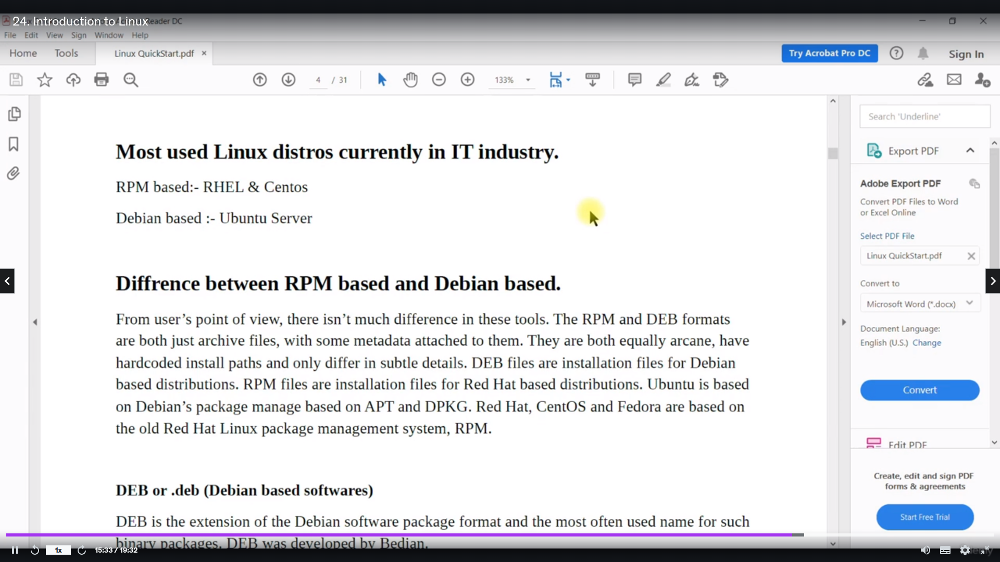 24. Introduction to Linux
Reader DC
File Edit View Sign Window Help
Home Tools Linux QuickStart.pdf
Try Acrobat Pro DC Sign In
4 / 31 133%
Search 'Underline'
Most used Linux distros currently in IT industry.
RPM based:- RHEL & Centos
Debian based :- Ubuntu Server
Diffrence between RPM based and Debian based.
From user’s point of view, there isn’t much difference in these tools. The RPM and DEB formats
are both just archive files, with some metadata attached to them. They are both equally arcane, have
hardcoded install paths and only differ in subtle details. DEB files are installation files for Debian
based distributions. RPM files are installation files for Red Hat based distributions. Ubuntu is based
on Debian’s package manage based on APT and DPKG. Red Hat, CentOS and Fedora are based on
the old Red Hat Linux package management system, RPM.
DEB or .deb (Debian based softwares)
DEB is the extension of the Debian software package format and the most often used name for such
binary packages. DEB was developed by Bedian.
Export PDF
Adobe Export PDF
Convert PDF Files to Word
or Excel Online
Select PDF File
Linux QuickStart.pdf
Convert to
Microsoft Word (*.docx)
Document Language:
English (U.S.) Change
Convert
Edit PDF
Create, edit and sign PDF
forms & agreements
Start Free Trial
1x 15:33 / 19:32